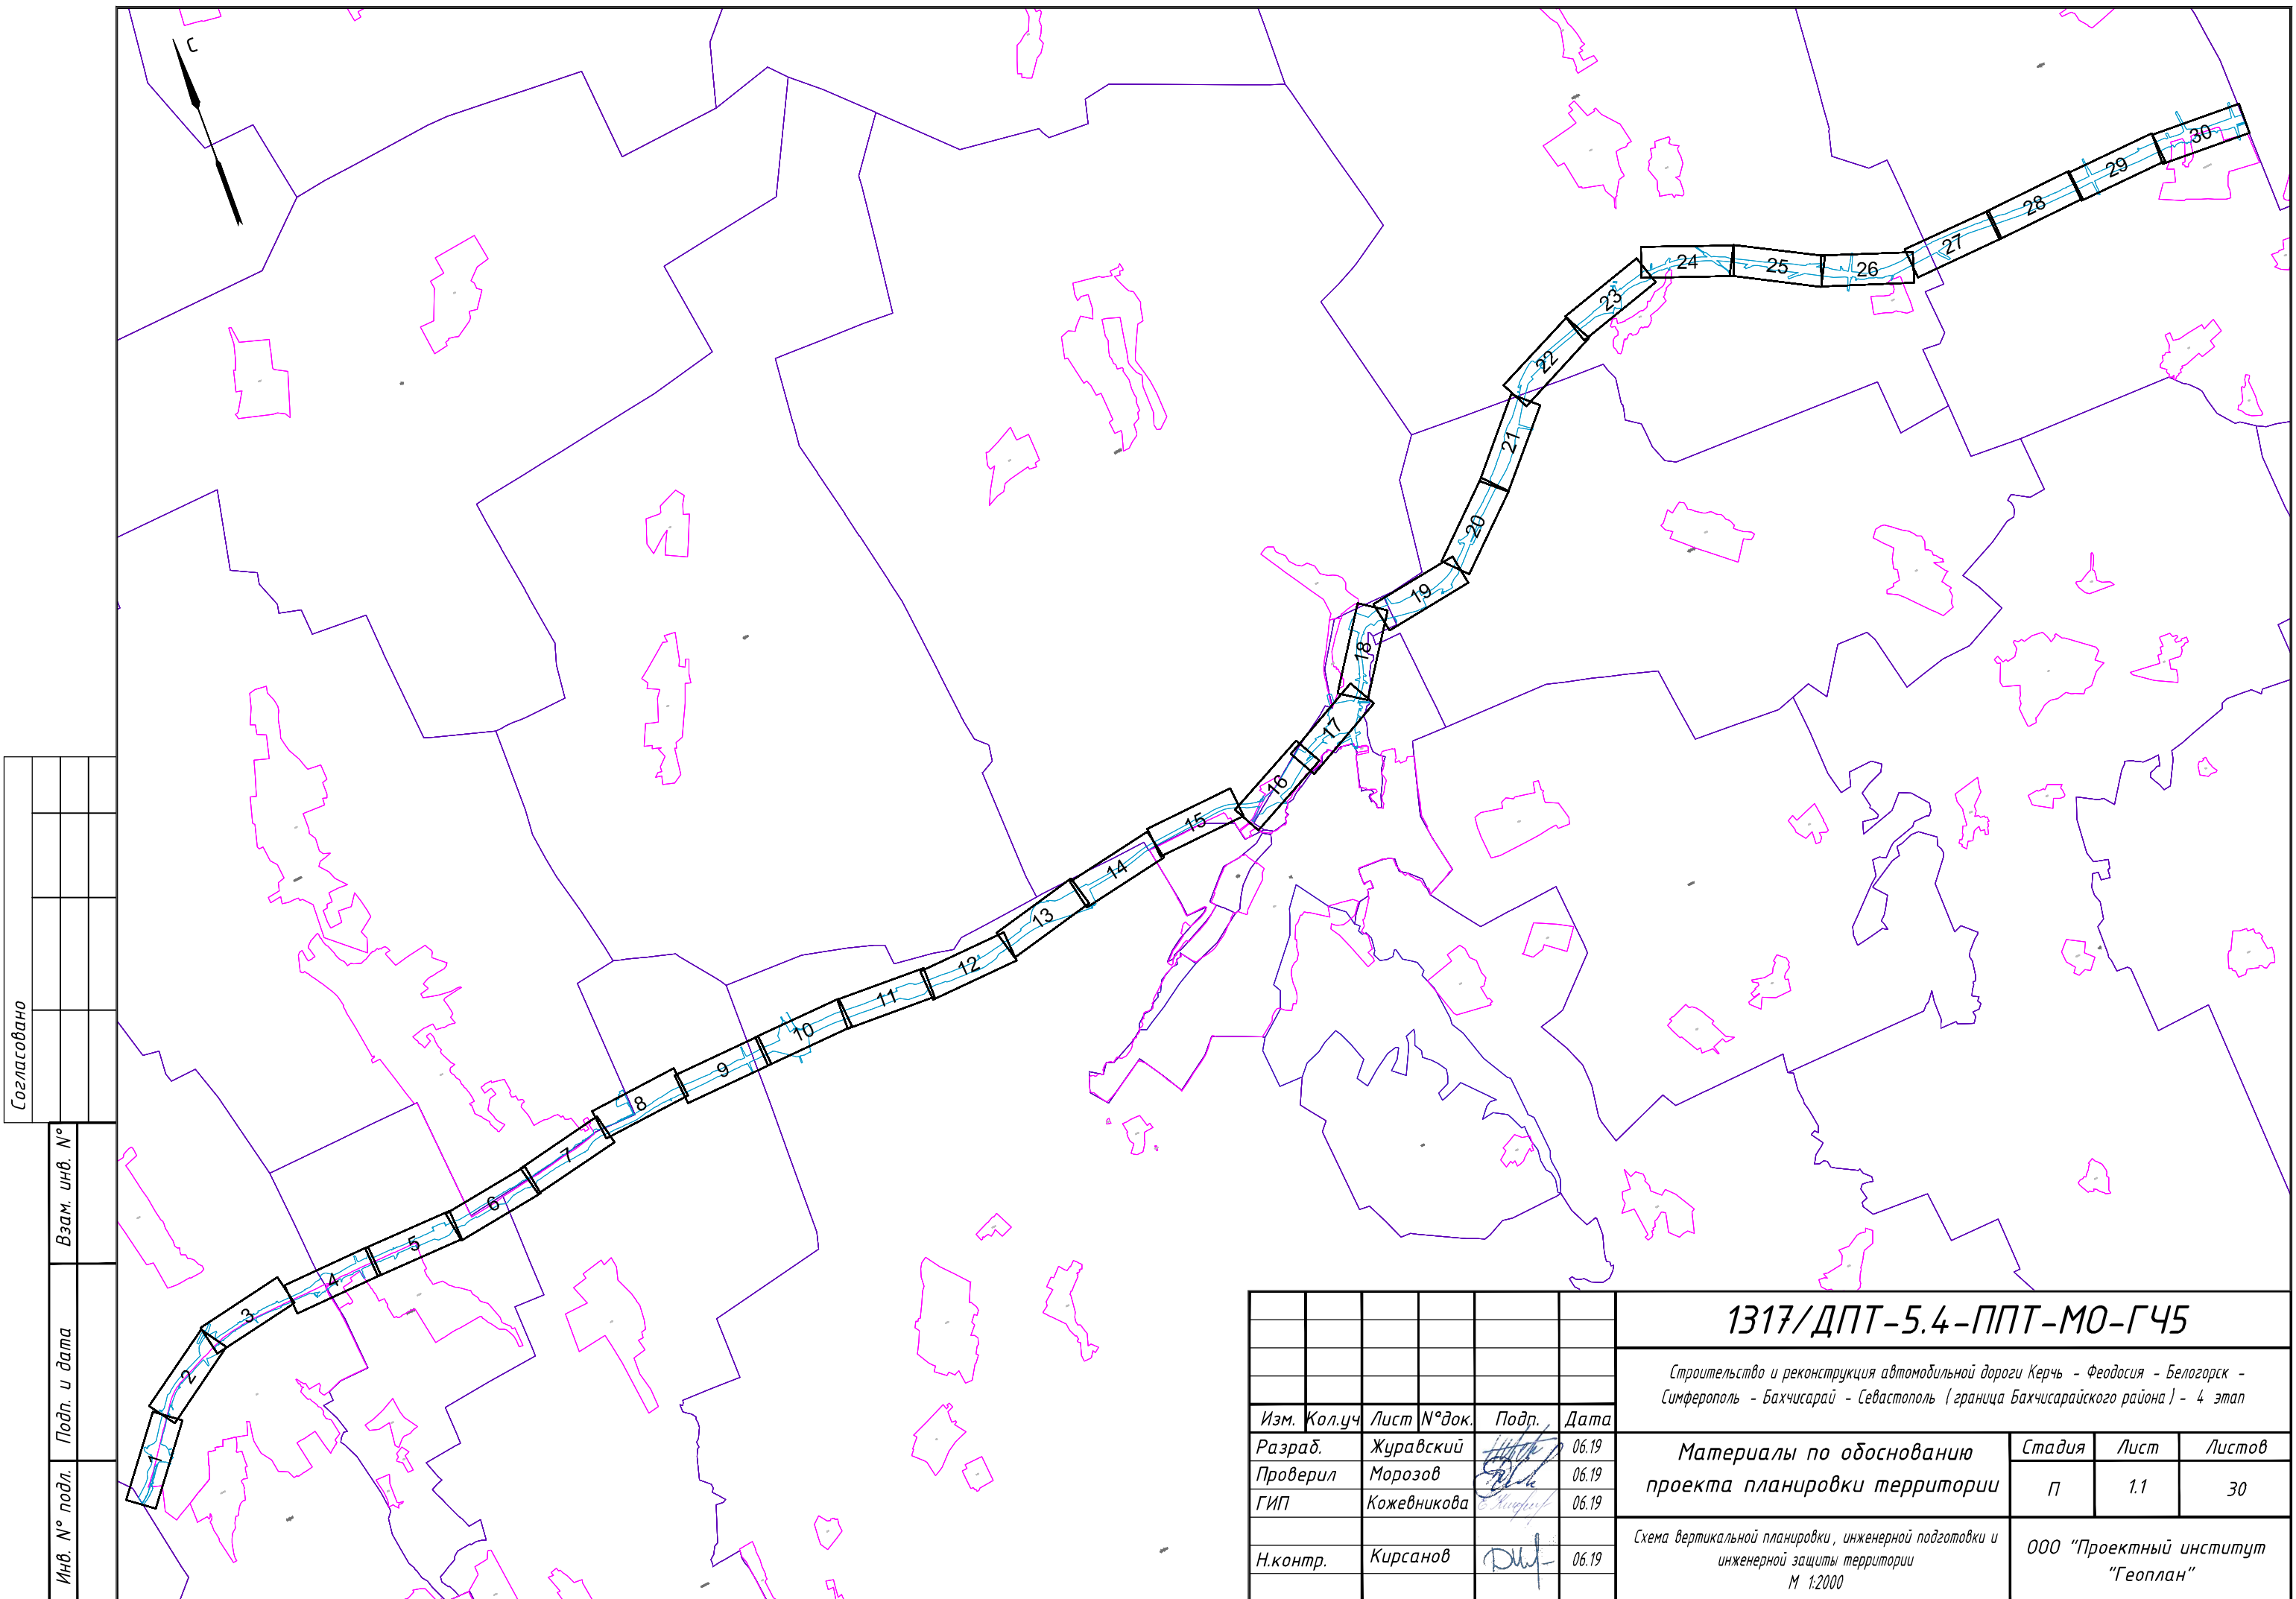 С
30
29
28
27
26
25
24
23
22
21
20
19
18
17
16
15
14
13
12
11
10
9
8
7
6
5
4
3
2
1
Согласовано
Взам. инв. N°
Подп. и дата
Инв. N° подл.
1317/ДПТ-5.4-ППТ-МО-ГЧ5
Строительство и реконструкция автомобильной дороги Керчь - Феодосия - Белогорск -
Симферополь - Бахчисарай - Севастополь (граница Бахчисарайского района) - 4 этап
Изм. Кол.уч Лист N°док. Подп. Дата
Разраб. Журавский 06.19
Проверил Морозов 06.19
ГИП Кожевникова 06.19
Н.контр. Кирсанов 06.19
Материалы по обоснованию
проекта планировки территории
Стадия Лист Листов
П 1.1 30
Схема вертикальной планировки, инженерной подготовки и
инженерной защиты территории
М 1:2000
ООО "Проектный институт
"Геоплан"